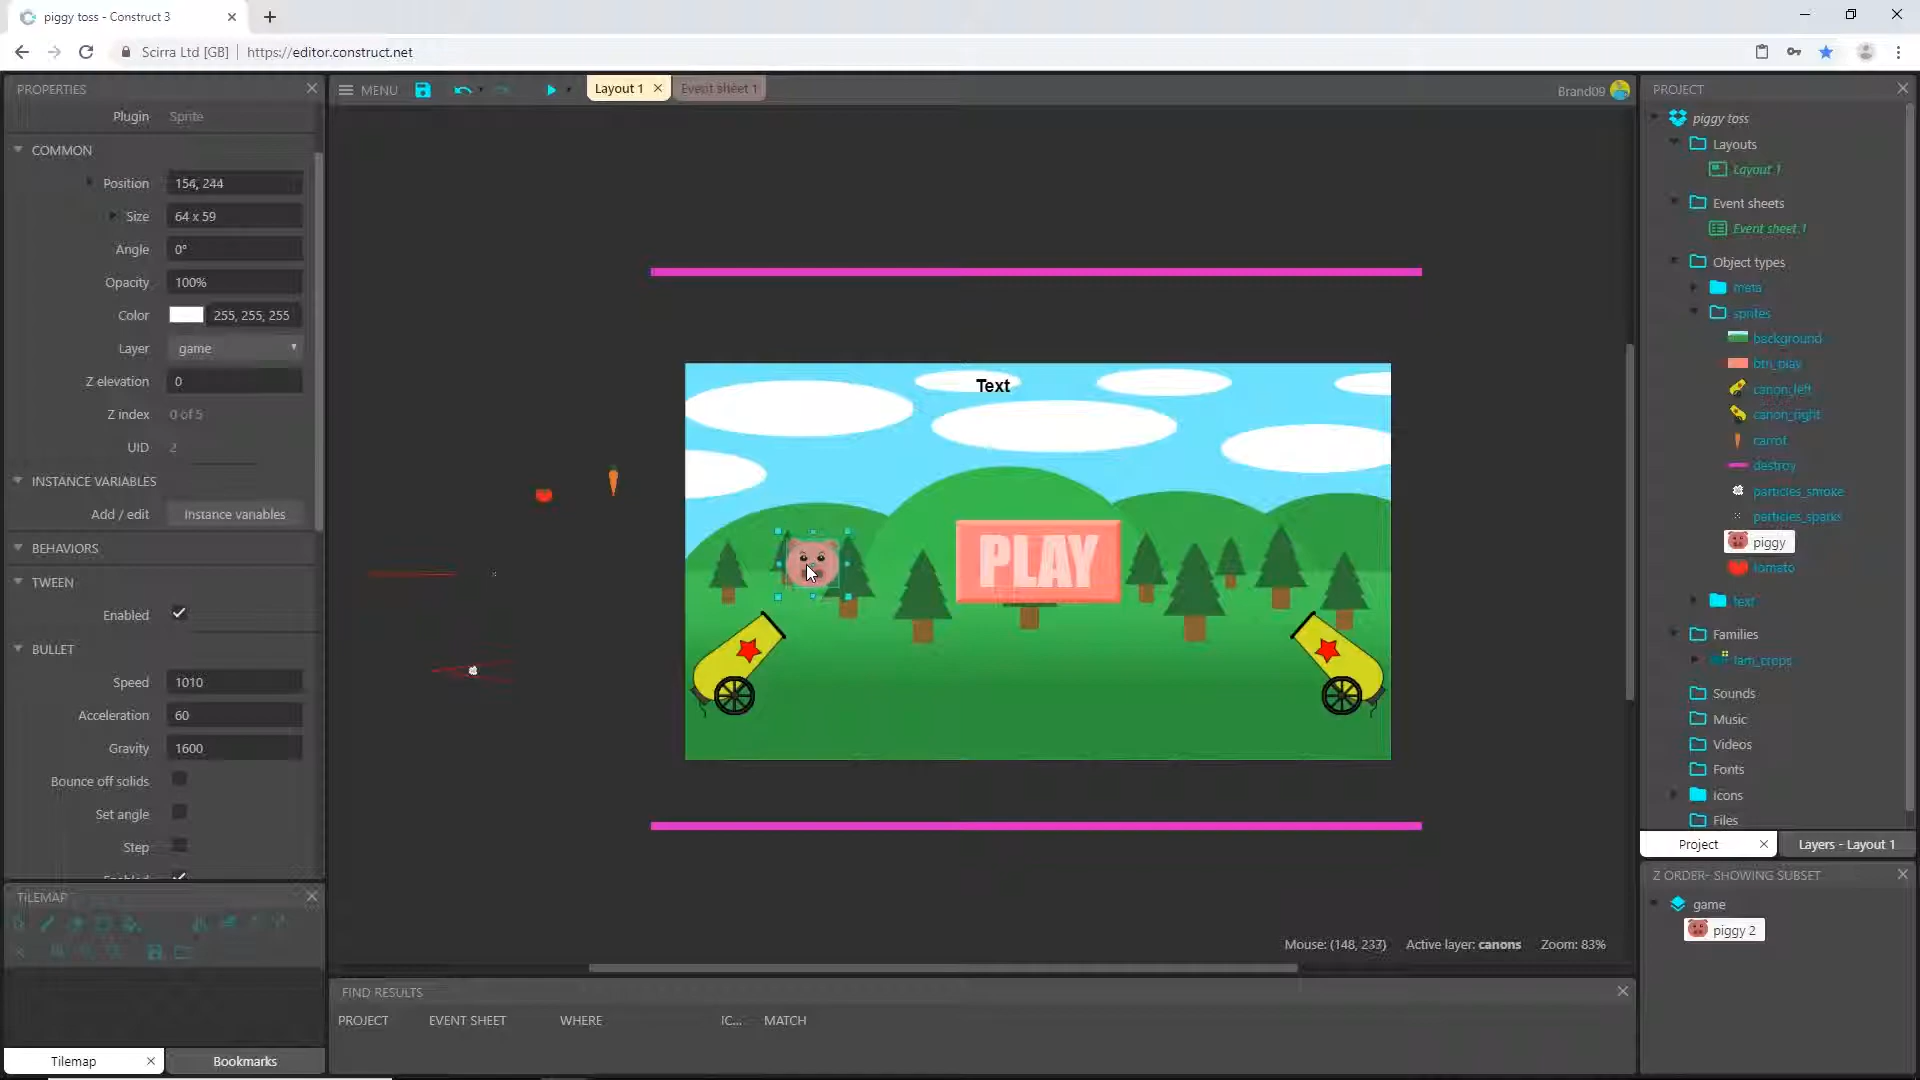 piggy toss - Construct 3
Scirra Ltd [GB]
https://editor.construct.net
PROPERTIES
Plugin Sprite
COMMON
Position 154, 244
Size 64 x 59
Angle 0°
Opacity 100%
Color 255, 255, 255
Layer game
Z elevation 0
Z index 0 of 5
UID 2
INSTANCE VARIABLES
Add / edit Instance variables
BEHAVIORS
TWEEN
Enabled
BULLET
Speed 1010
Acceleration 60
Gravity 1600
Bounce off solids
Set angle
Step
Enabled
TILEMAP
Tilemap
Bookmarks
MENU
Layout 1
Event sheet 1
Brand09
Text
PLAY
Mouse: (148, 233) Active layer: canons Zoom: 83%
FIND RESULTS
PROJECT EVENT SHEET WHERE IC... MATCH
PROJECT
piggy toss
Layouts
Layout 1
Event sheets
Event sheet 1
Object types
meta
sprites
background
btn_play
canon_left
canon_right
carrot
destroy
particles_smoke
particles_sparks
piggy
tomato
text
Families
fam_crops
Sounds
Music
Videos
Fonts
Icons
Files
Project
Layers - Layout 1
Z ORDER- SHOWING SUBSET
game
piggy 2